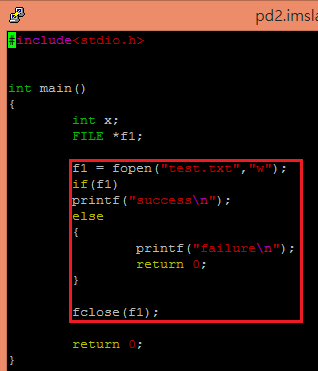 pd2.imsla
#include<stdio.h>
int main()
{
int x;
FILE *f1;
f1 = fopen("test.txt","w");
if(f1)
printf("success\n");
else
{
printf("failure\n");
return 0;
}
fclose(f1);
return 0;
}